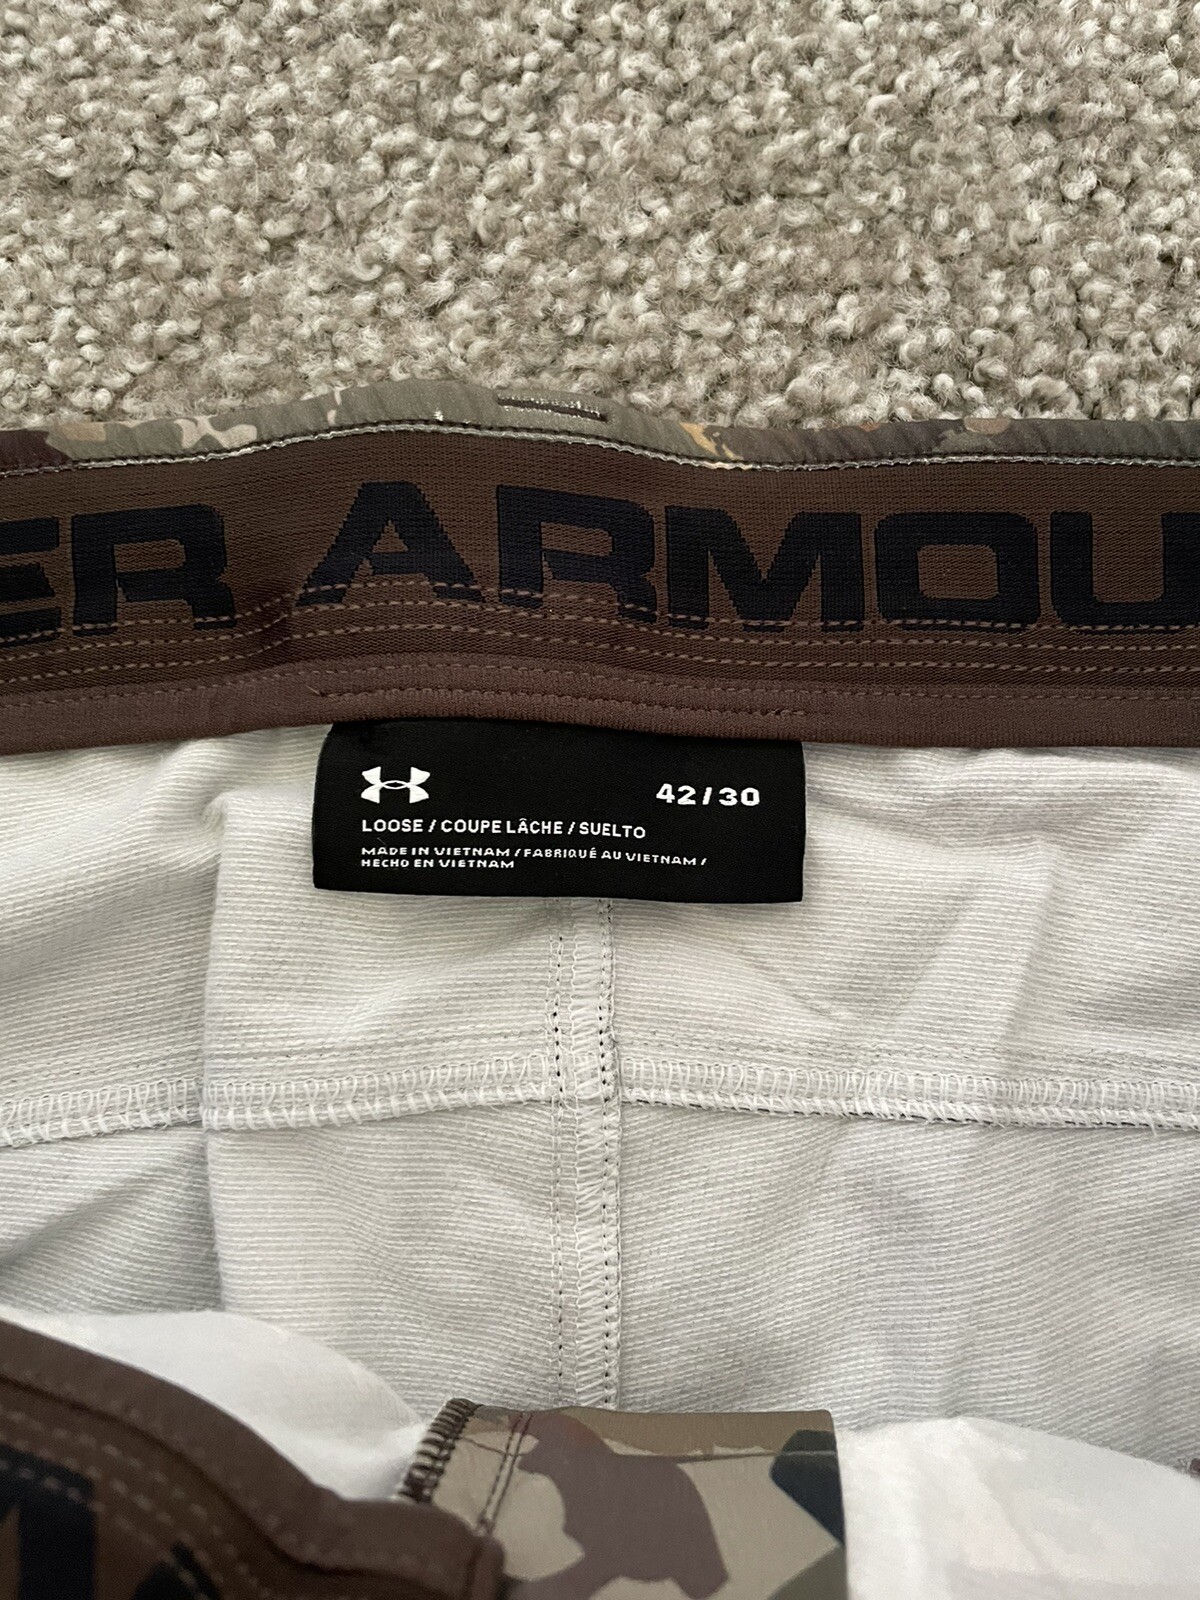 ER ARMOU
42/30
LOOSE / COUPE LÂCHE / SUELTO
MADE IN VIETNAM / FABRIQUÉ AU VIETNAM /
HECHO EN VIETNAM